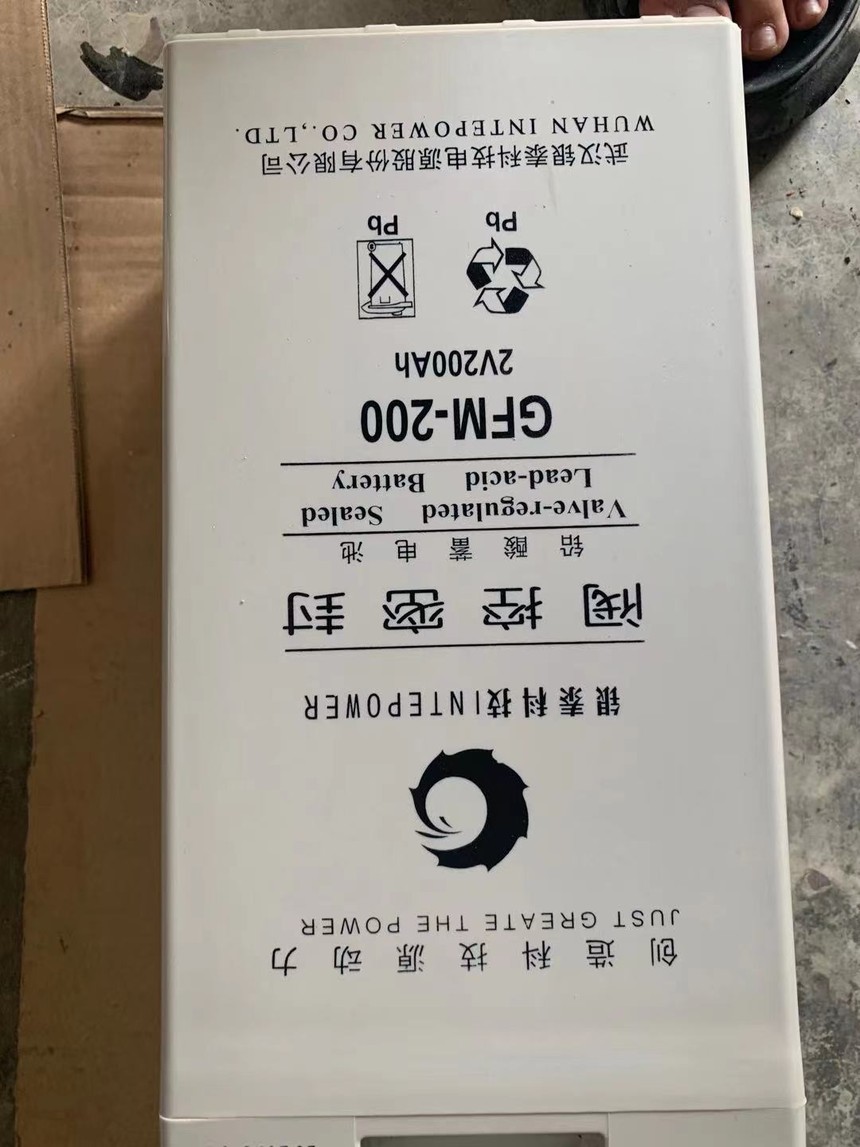 创造科技源动力
JUST GREATE THE POWER
银泰科技INTEPOWER
阀控密封
铅酸蓄电池
Valve-regulated Sealed
Lead-acid Battery
GFM-200
2V200Ah
Pb Pb
武汉银泰科技电源股份有限公司
WUHAN INTEPOWER CO.,LTD.